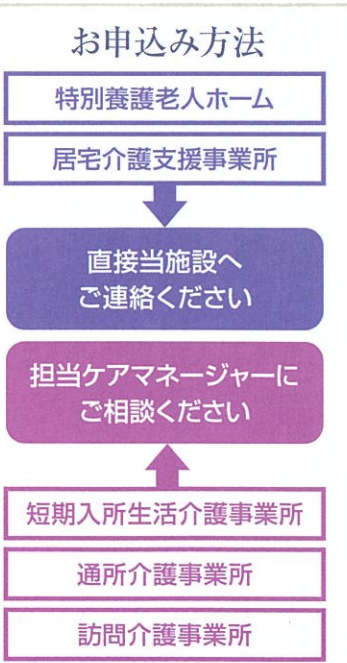 お申込み方法
特別養護老人ホーム
居宅介護支援事業所
直接当施設へ
ご連絡ください
担当ケアマネージャーに
ご相談ください
短期入所生活介護事業所
通所介護事業所
訪問介護事業所